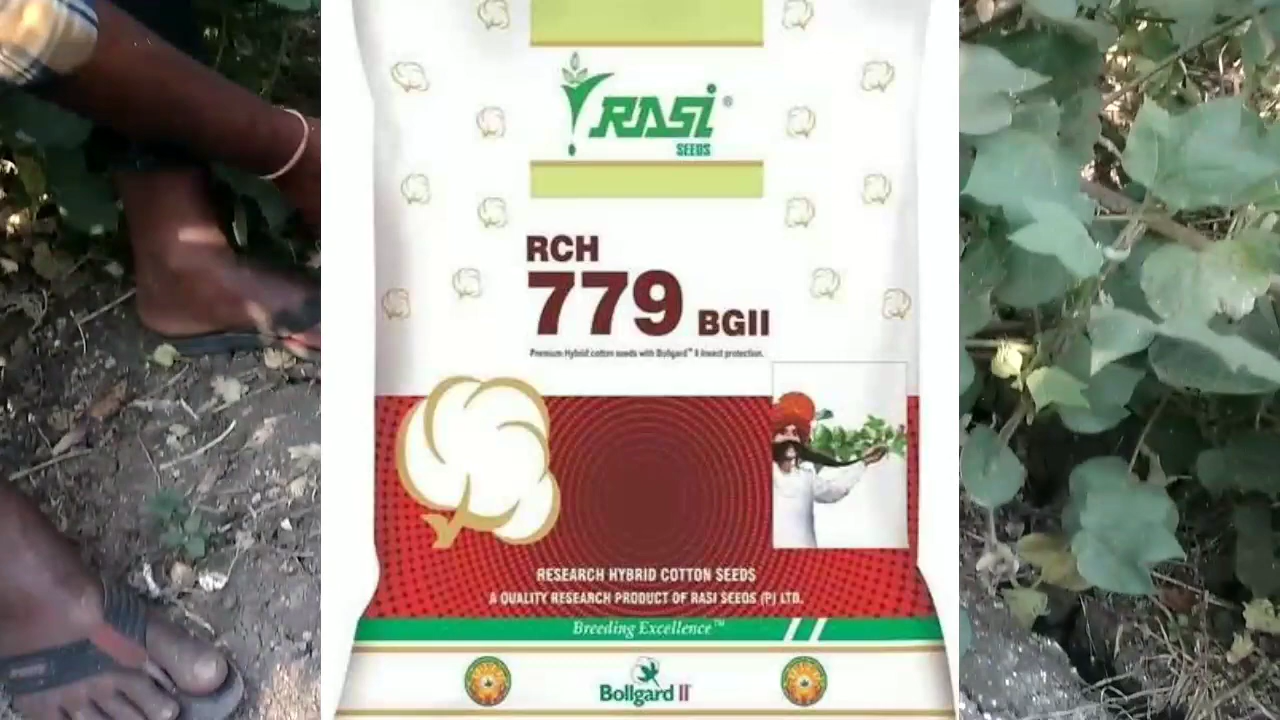 RASi®
SEEDS
RCH
779 BGII
Premium Hybrid cotton seeds with Bollgard™ II insect protection.
RESEARCH HYBRID COTTON SEEDS
A QUALITY RESEARCH PRODUCT OF RASI SEEDS (P) LTD.
Breeding Excellence™
Bollgard II®